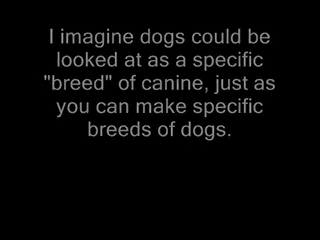 I imagine dogs could be
looked at as a specific
"breed" of canine, just as
you can make specific
breeds of dogs.